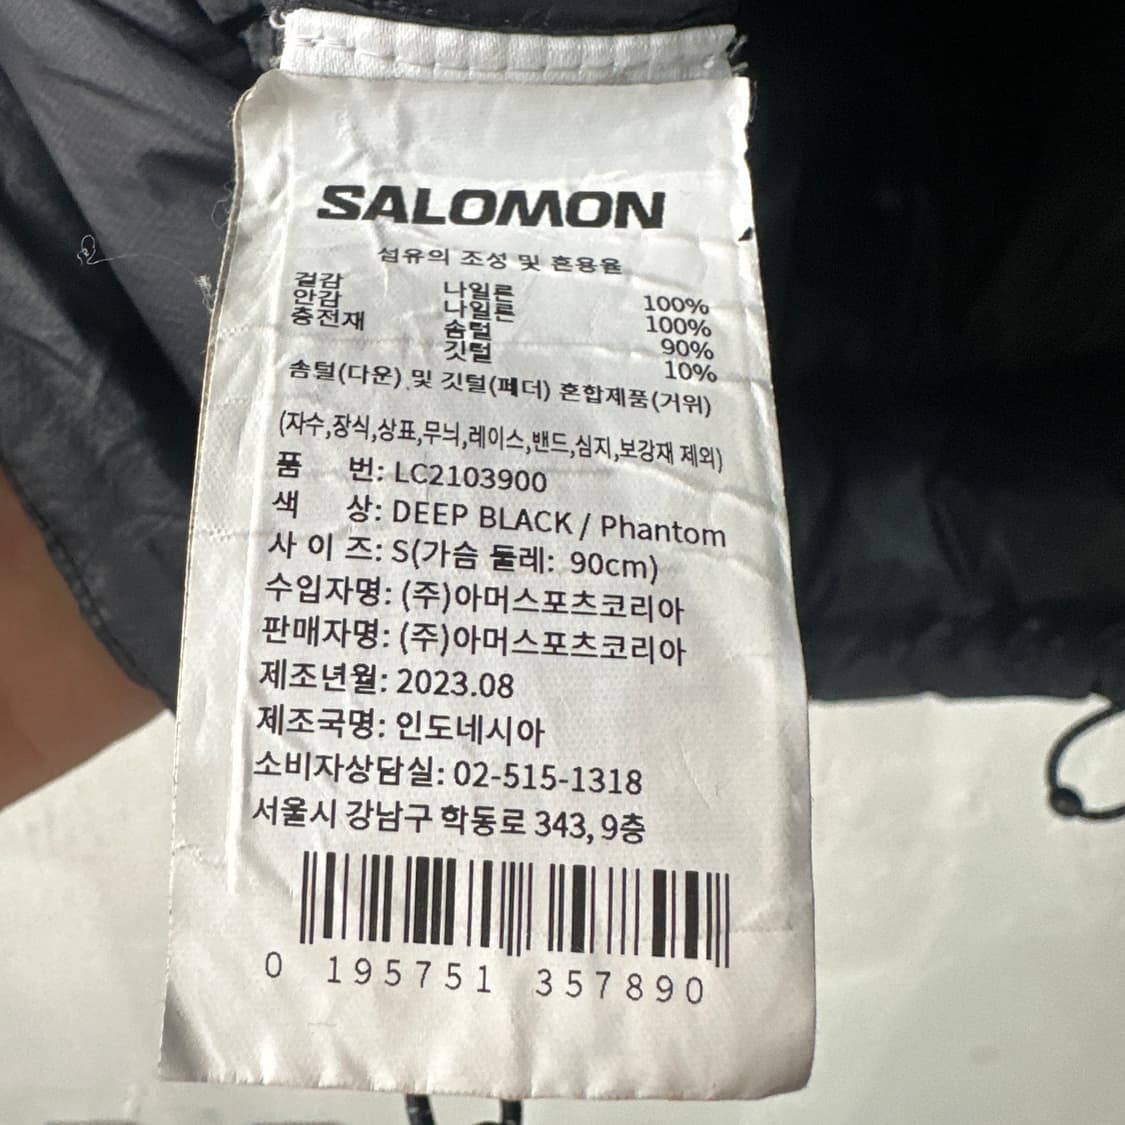 SALOMON
섬유의 조성 및 혼용율
겉감 나일론 100%
안감 나일론 100%
충전재 솜털 90%
깃털 10%
솜털(다운) 및 깃털(페더) 혼합제품(거위)
(자수,장식,상표,무늬,레이스,밴드,심지,보강재 제외)
품 번: LC2103900
색 상: DEEP BLACK / Phantom
사 이 즈: S(가슴 둘레: 90cm)
수입자명: (주)아머스포츠코리아
판매자명: (주)아머스포츠코리아
제조년월: 2023.08
제조국명: 인도네시아
소비자상담실: 02-515-1318
서울시 강남구 학동로 343, 9층
0 195751 357890